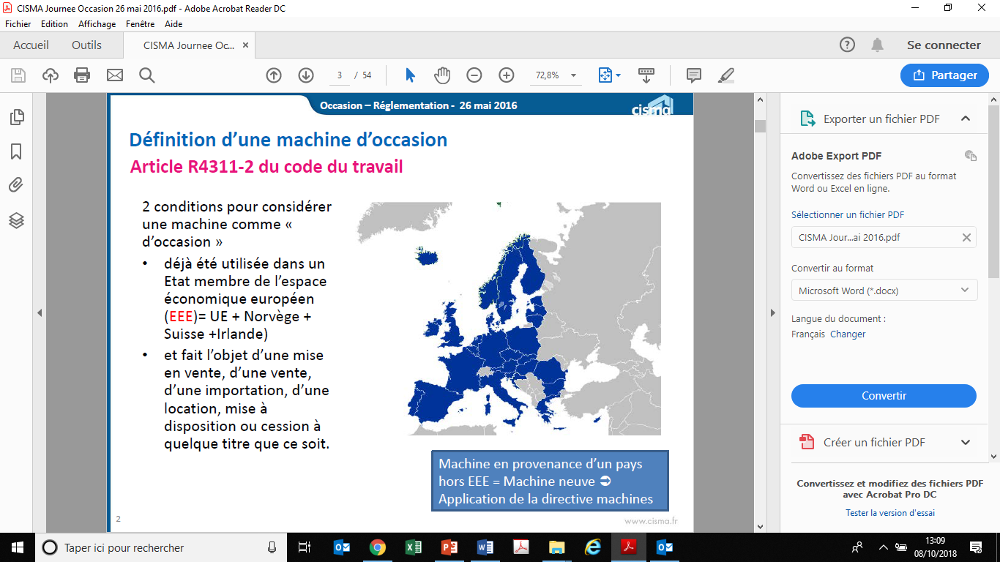 CISMA Journee Occasion 26 mai 2016.pdf - Adobe Acrobat Reader DC
Fichier Edition Affichage Fenêtre Aide
Accueil Outils CISMA Journee Oc... ×
Se connecter
3 / 54 72,8% Partager
Occasion – Réglementation - 26 mai 2016
cisma
Définition d'une machine d'occasion
Article R4311-2 du code du travail
2 conditions pour considérer
une machine comme «
d'occasion »
• déjà été utilisée dans un
Etat membre de l'espace
économique européen
(EEE)= UE + Norvège +
Suisse +Irlande)
• et fait l'objet d'une mise
en vente, d'une vente,
d'une importation, d'une
location, mise à
disposition ou cession à
quelque titre que ce soit.
Machine en provenance d'un pays
hors EEE = Machine neuve ➲
Application de la directive machines
2
www.cisma.fr
Exporter un fichier PDF
Adobe Export PDF
Convertissez des fichiers PDF au format
Word ou Excel en ligne.
Sélectionner un fichier PDF
CISMA Jour...ai 2016.pdf
Convertir au format
Microsoft Word (*.docx)
Langue du document :
Français Changer
Convertir
Créer un fichier PDF
Convertissez et modifiez des fichiers PDF
avec Acrobat Pro DC
Tester la version d'essai
Taper ici pour rechercher
13:09
08/10/2018